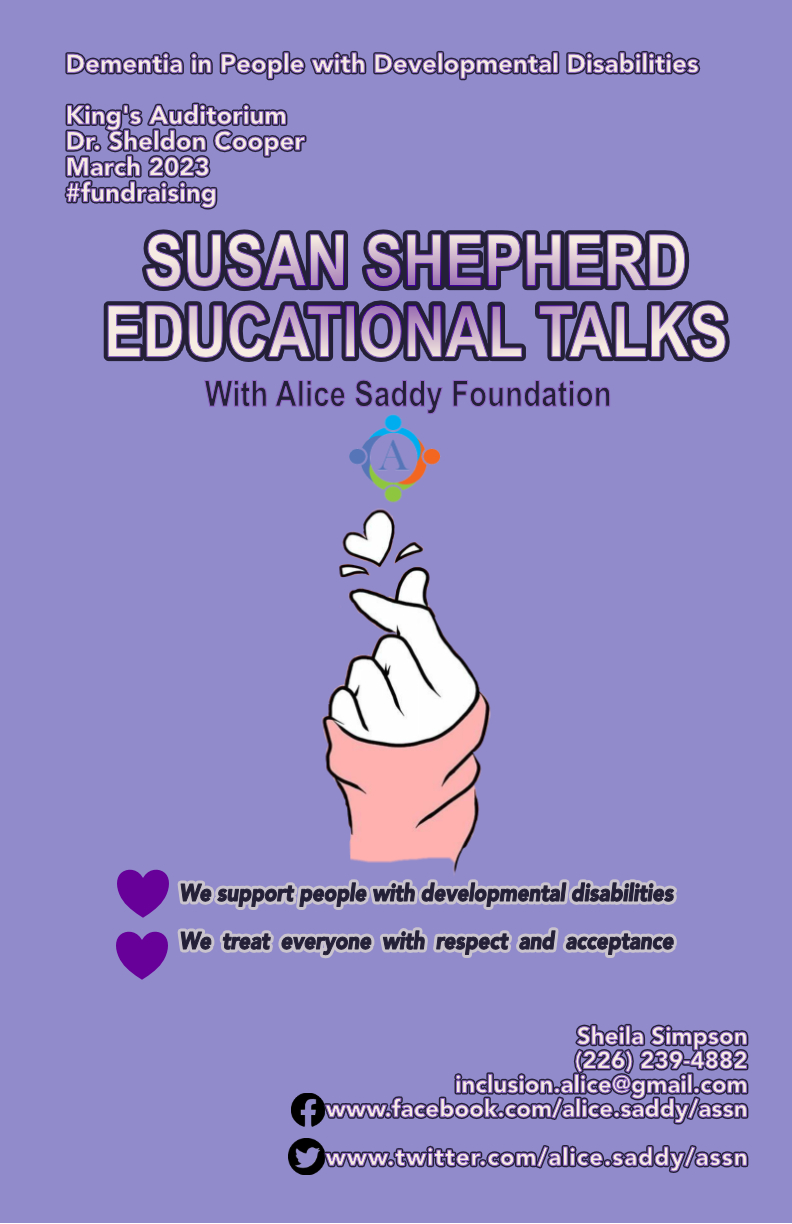 Dementia in People with Developmental Disabilities
King's Auditorium
Dr. Sheldon Cooper
March 2023
#fundraising
SUSAN SHEPHERD
EDUCATIONAL TALKS
With Alice Saddy Foundation
A
We support people with developmental disabilities
We treat everyone with respect and acceptance
Sheila Simpson
(226) 239-4882
inclusion.alice@gmail.com
www.facebook.com/alice.saddy/assn
www.twitter.com/alice.saddy/assn